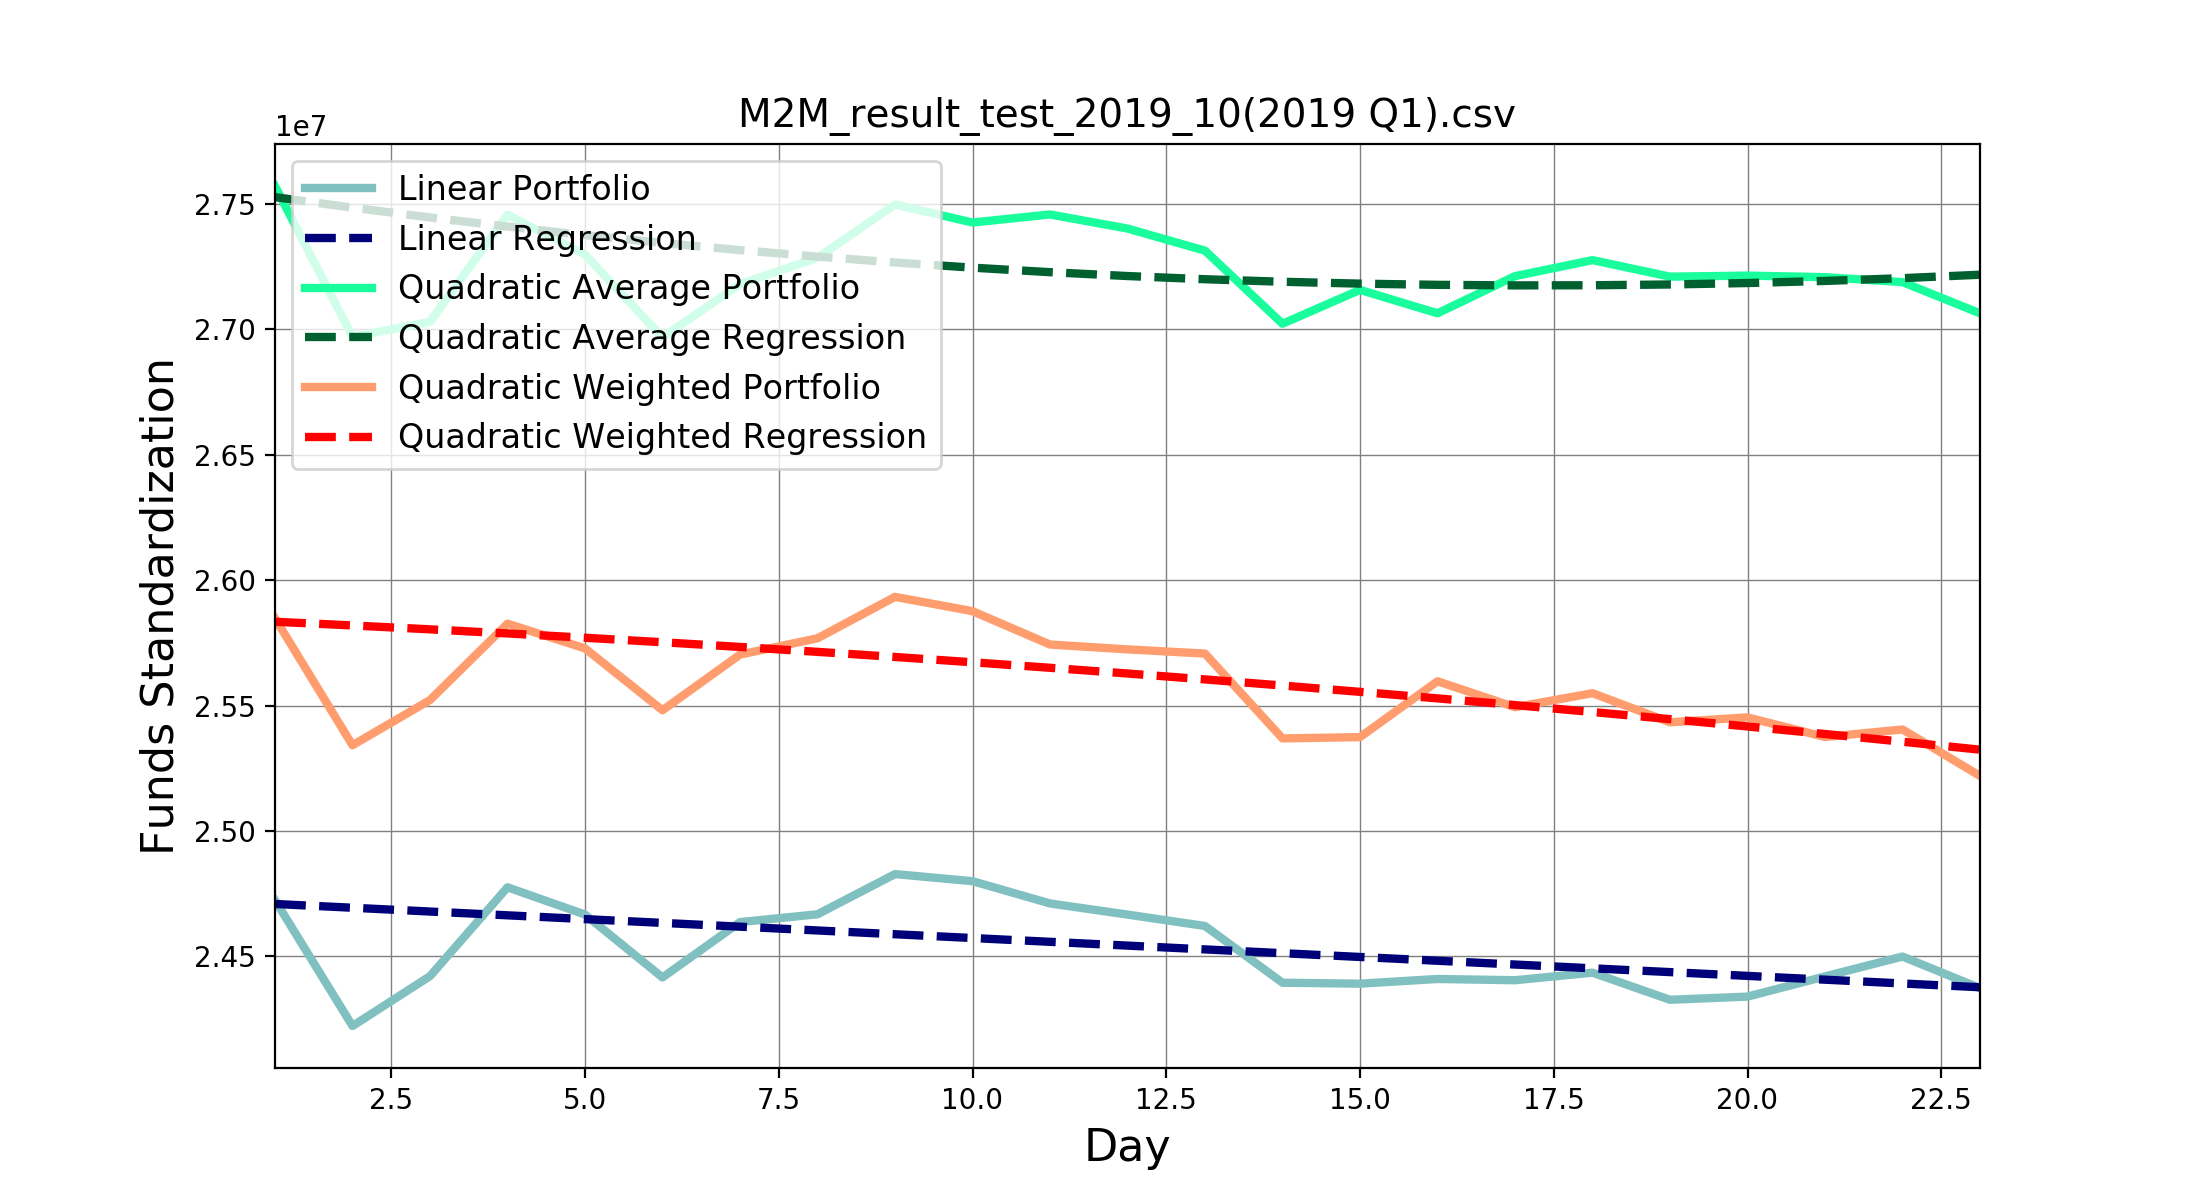 M2M_result_test_2019_10(2019 Q1).csv
1e7
Linear Portfolio
Linear Regression
Quadratic Average Portfolio
Quadratic Average Regression
Quadratic Weighted Portfolio
Quadratic Weighted Regression
2.75
2.70
2.65
2.60
2.55
2.50
2.45
Funds Standardization
2.5 5.0 7.5 10.0 12.5 15.0 17.5 20.0 22.5
Day